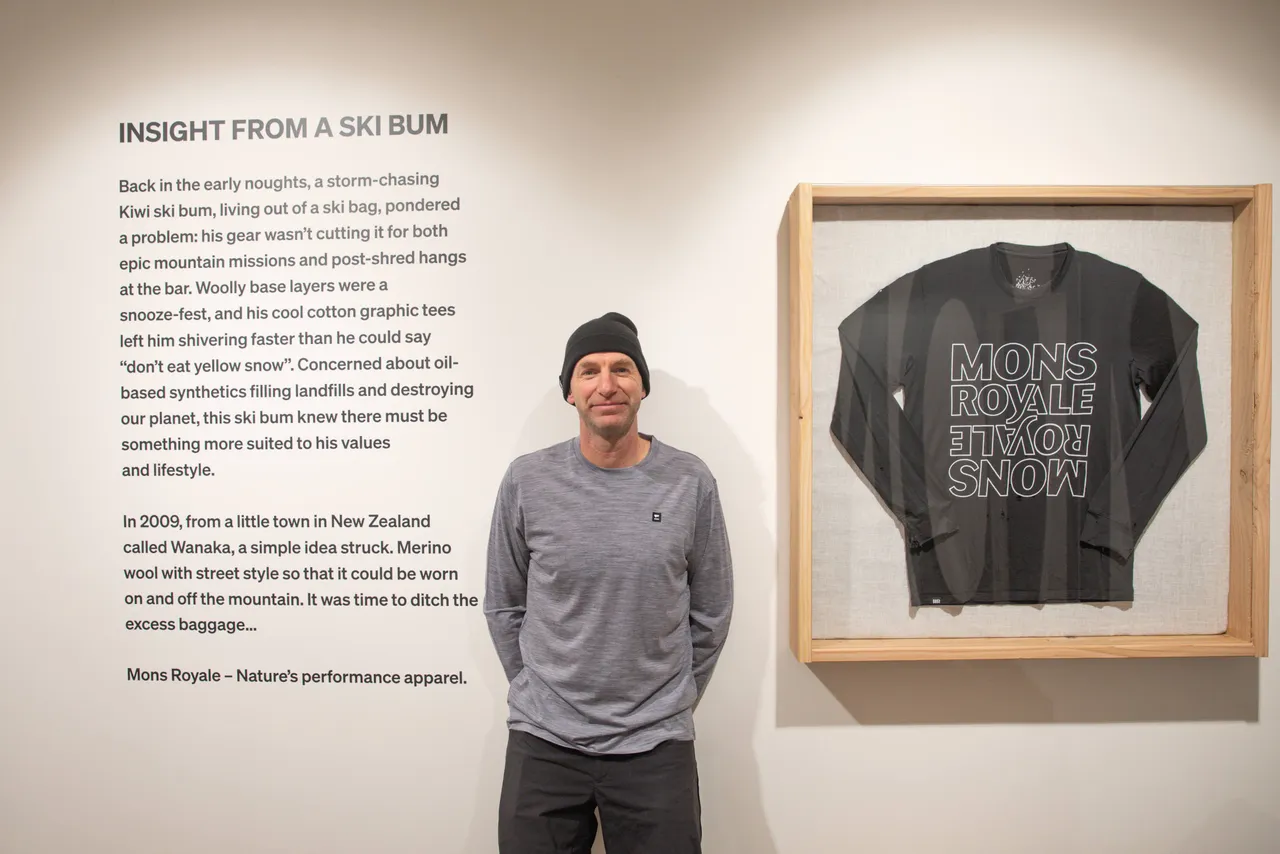 INSIGHT FROM A SKI BUM
Back in the early noughts, a storm-chasing
Kiwi ski bum, living out of a ski bag, pondered
a problem: his gear wasn’t cutting it for both
epic mountain missions and post-shred hangs
at the bar. Woolly base layers were a
snooze-fest, and his cool cotton graphic tees
left him shivering faster than he could say
“don’t eat yellow snow”. Concerned about oil-
based synthetics filling landfills and destroying
our planet, this ski bum knew there must be
something more suited to his values
and lifestyle.
In 2009, from a little town in New Zealand
called Wanaka, a simple idea struck. Merino
wool with street style so that it could be worn
on and off the mountain. It was time to ditch the
excess baggage...
Mons Royale – Nature’s performance apparel.
MONS
ROYALE
ROYALE
MONS